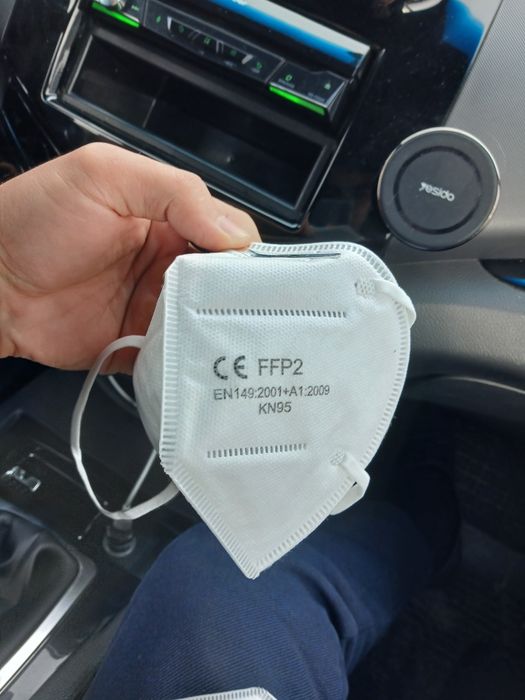 yesido
CE FFP2
EN149:2001+A1:2009
KN95